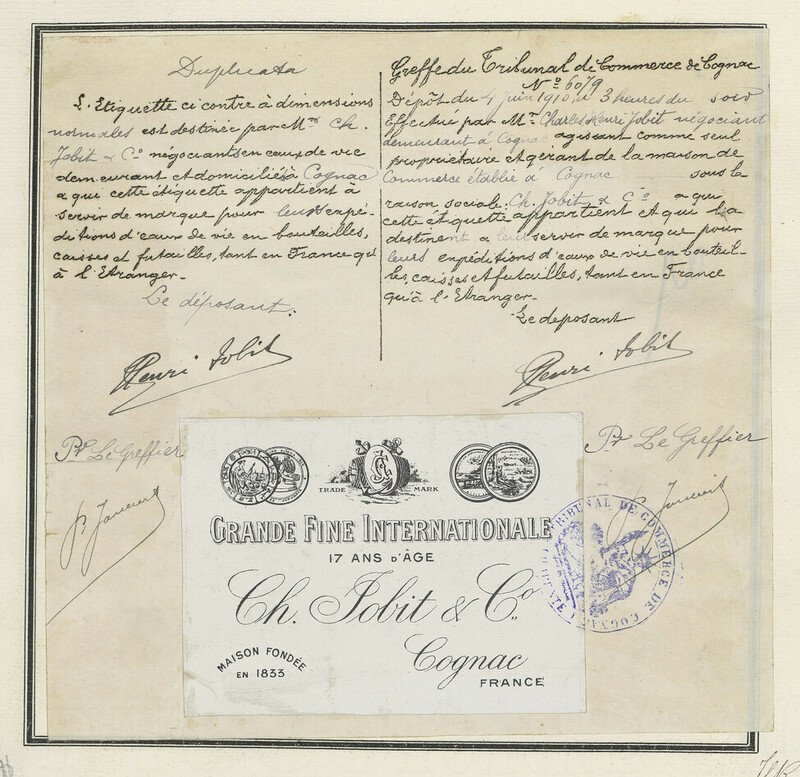 Duplicata
L'Etiquette ci contre à dimensions
normales est destinée par Mrs Ch.
Jobit & Co négociants en eaux de vie
demeurant et domiciliés à Cognac
a qui cette étiquette appartient à
servir de marque pour leurs expé-
ditions d'eaux de vie en bouteilles,
caisses et futailles, tant en France qu'
à l'Etranger.-
Le déposant.
Henri Jobit
Pr Le Greffier
Greffe du Tribunal de Commerce de Cognac
No 6079
Dépôt du 4 juin 1910 à 3 heures du soir
Effectué par Mr Charles Henri Jobit négociant
demeurant à Cognac agissant comme seul
propriétaire et gérant de la maison de
Commerce établie à Cognac sous la
raison sociale. Ch. Jobit, & Co a qui
cette étiquette appartient et qui la
destinent a leur servir de marque pour
leurs expéditions d'eaux de vie en bouteil-
les, caisses et futailles, tant en France
qu'à l'Etranger.-
Le deposant
Henri Jobit
Pr Le Greffier
TRADE MARK
GRANDE FINE INTERNATIONALE
17 ANS D'ÂGE
Ch. Jobit & Co.
MAISON FONDÉE
EN 1833
Cognac
FRANCE
TRIBUNAL DE COMMERCE DE COGNAC